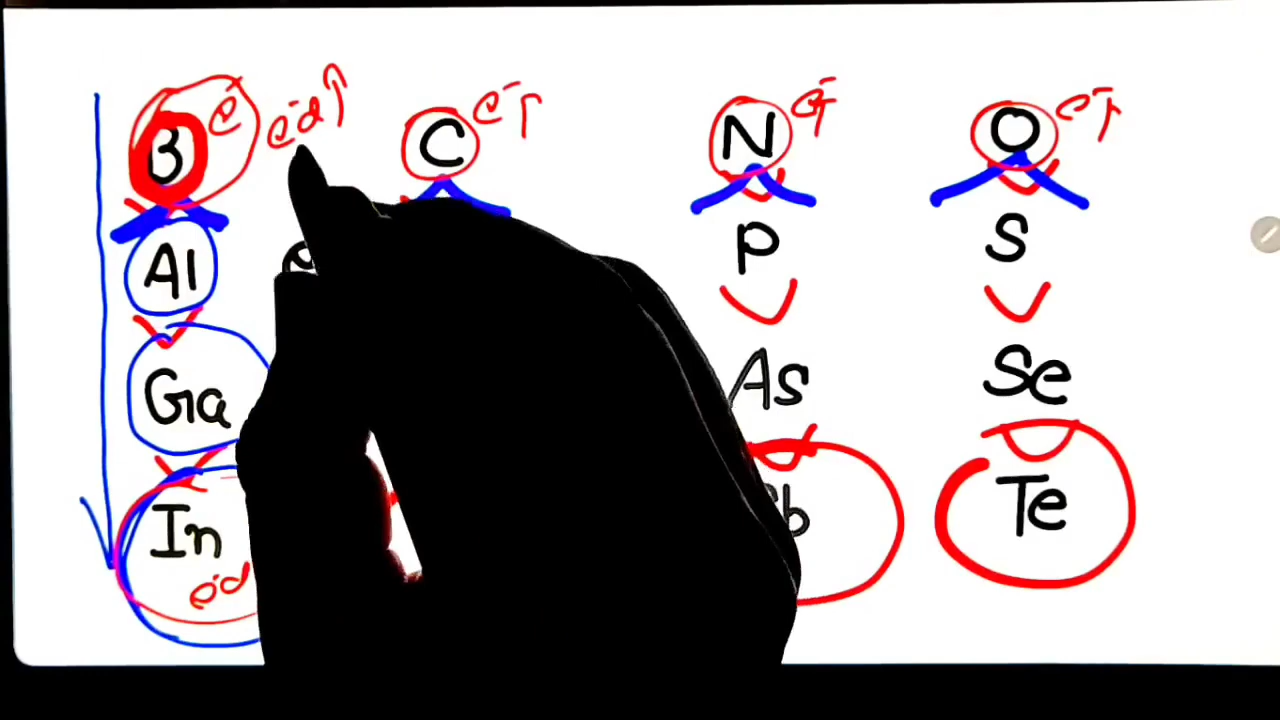 B e⁻ e⁻d↑ C e⁻↑ N e⁻↑ O e⁻↑
Al P S
Ga As Se
In Te
e⁻d